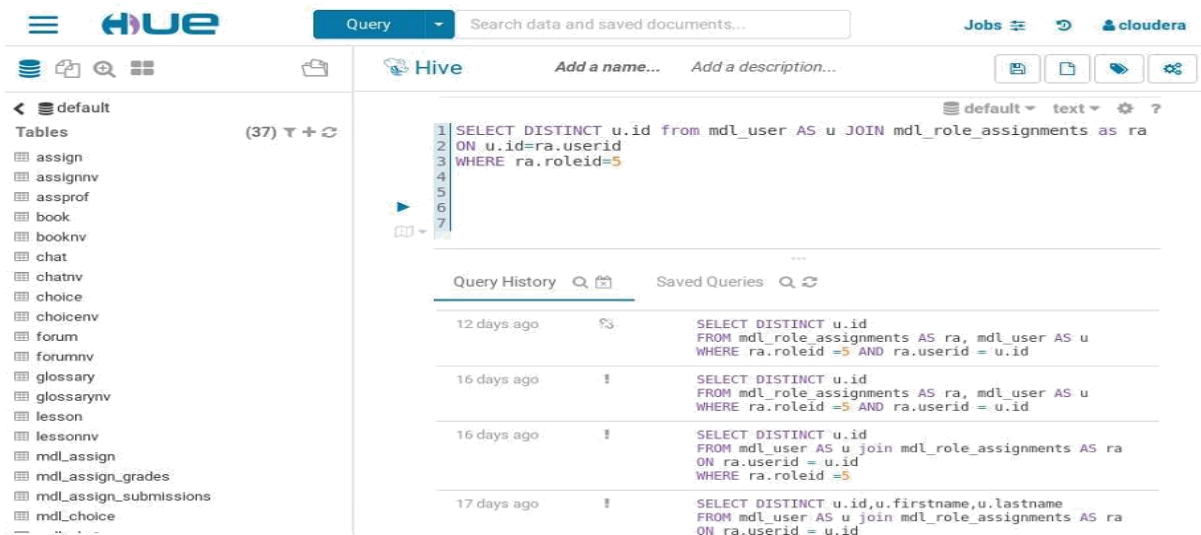 HUE
Query
Search data and saved documents...
Jobs
cloudera
Hive
Add a name...
Add a description...
default
Tables
(37)
assign
assignnv
assprof
book
booknv
chat
chatnv
choice
choicenv
forum
forumnv
glossary
glossarynv
lesson
lessonnv
mdl_assign
mdl_assign_grades
mdl_assign_submissions
mdl_choice
default text ?
1 SELECT DISTINCT u.id from mdl_user AS u JOIN mdl_role_assignments as ra
2 ON u.id=ra.userid
3 WHERE ra.roleid=5
4
5
6
7
Query History
Saved Queries
12 days ago
SELECT DISTINCT u.id
FROM mdl_role_assignments AS ra, mdl_user AS u
WHERE ra.roleid =5 AND ra.userid = u.id
16 days ago !
SELECT DISTINCT u.id
FROM mdl_role_assignments AS ra, mdl_user AS u
WHERE ra.roleid =5 AND ra.userid = u.id
16 days ago !
SELECT DISTINCT u.id
FROM mdl_user AS u join mdl_role_assignments AS ra
ON ra.userid = u.id
WHERE ra.roleid =5
17 days ago !
SELECT DISTINCT u.id,u.firstname,u.lastname
FROM mdl_user AS u join mdl_role_assignments AS ra
ON ra.userid = u.id